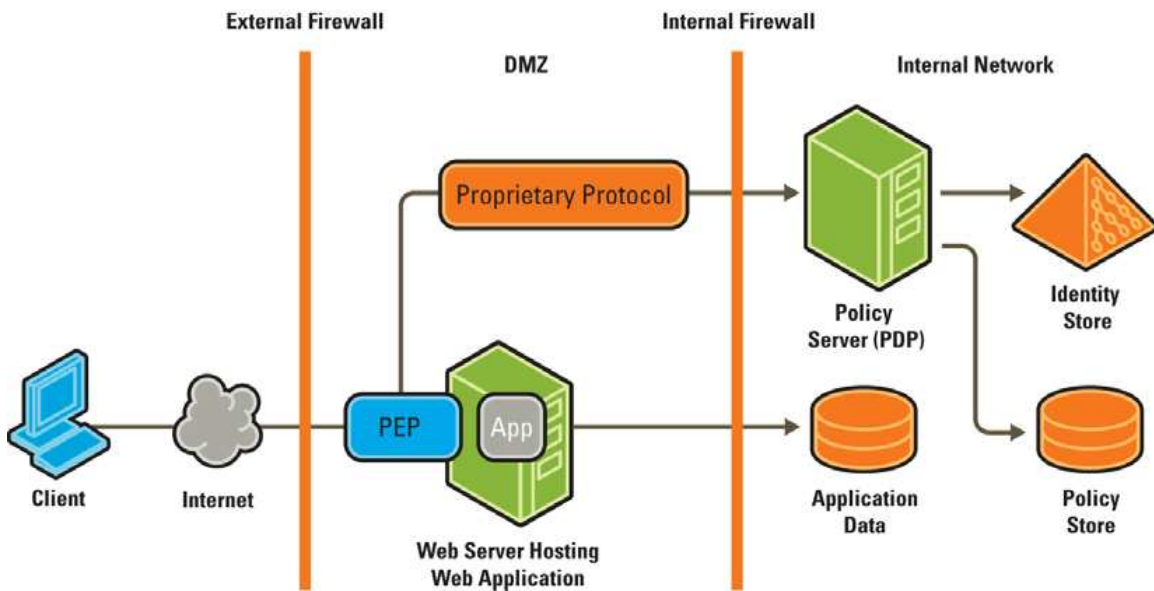 External Firewall
Internal Firewall
DMZ
Internal Network
Proprietary Protocol
Policy
Server (PDP)
Identity
Store
PEP
App
Client
Internet
Web Server Hosting
Web Application
Application
Data
Policy
Store